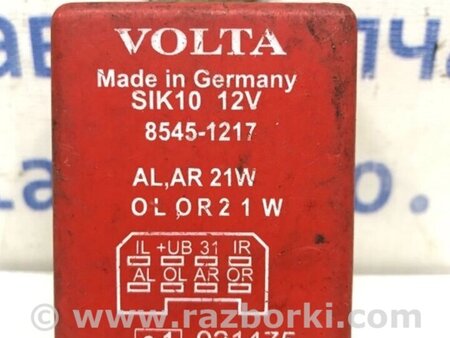 VOLTA
Made in Germany
SIK10 12V
8545-1217
AL,AR 21W
OL OR21W
IL +UB 31 IR
AL OL AR OR
www.razborki.com